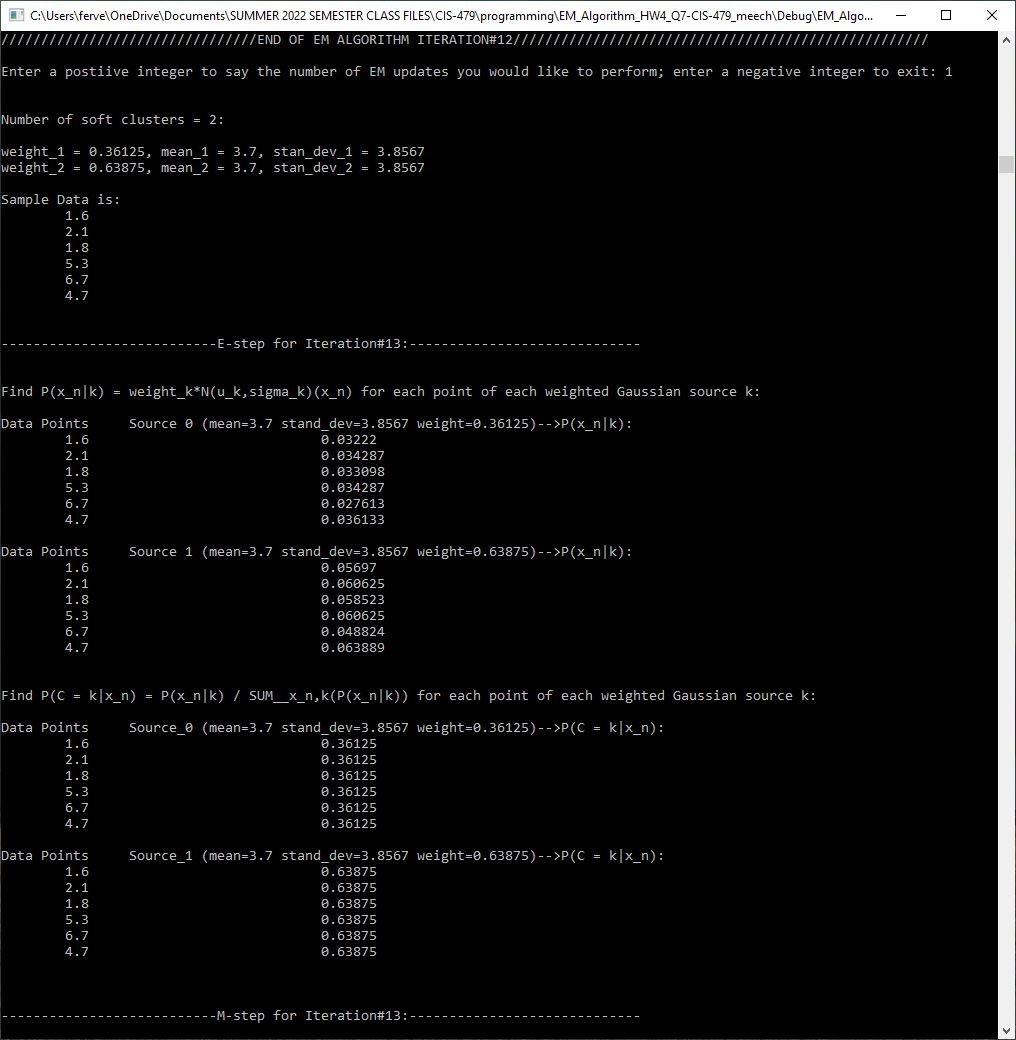 C:\Users\ferve\OneDrive\Documents\SUMMER 2022 SEMESTER CLASS FILES\CIS-479\programming\EM_Algorithm_HW4_Q7-CIS-479_meech\Debug\EM_Algo...
////////////////////////////////END OF EM ALGORITHM ITERATION#12////////////////////////////////////////////////////
Enter a postiive integer to say the number of EM updates you would like to perform; enter a negative integer to exit: 1
Number of soft clusters = 2:
weight_1 = 0.36125, mean_1 = 3.7, stan_dev_1 = 3.8567
weight_2 = 0.63875, mean_2 = 3.7, stan_dev_2 = 3.8567
Sample Data is:
1.6
2.1
1.8
5.3
6.7
4.7
---------------------------E-step for Iteration#13:-----------------------------
Find P(x_n|k) = weight_k*N(u_k,sigma_k)(x_n) for each point of each weighted Gaussian source k:
Data Points     Source 0 (mean=3.7 stand_dev=3.8567 weight=0.36125)-->P(x_n|k):
1.6                             0.03222
2.1                             0.034287
1.8                             0.033098
5.3                             0.034287
6.7                             0.027613
4.7                             0.036133
Data Points     Source 1 (mean=3.7 stand_dev=3.8567 weight=0.63875)-->P(x_n|k):
1.6                             0.05697
2.1                             0.060625
1.8                             0.058523
5.3                             0.060625
6.7                             0.048824
4.7                             0.063889
Find P(C = k|x_n) = P(x_n|k) / SUM__x_n,k(P(x_n|k)) for each point of each weighted Gaussian source k:
Data Points     Source_0 (mean=3.7 stand_dev=3.8567 weight=0.36125)-->P(C = k|x_n):
1.6                             0.36125
2.1                             0.36125
1.8                             0.36125
5.3                             0.36125
6.7                             0.36125
4.7                             0.36125
Data Points     Source_1 (mean=3.7 stand_dev=3.8567 weight=0.63875)-->P(C = k|x_n):
1.6                             0.63875
2.1                             0.63875
1.8                             0.63875
5.3                             0.63875
6.7                             0.63875
4.7                             0.63875
---------------------------M-step for Iteration#13:-----------------------------